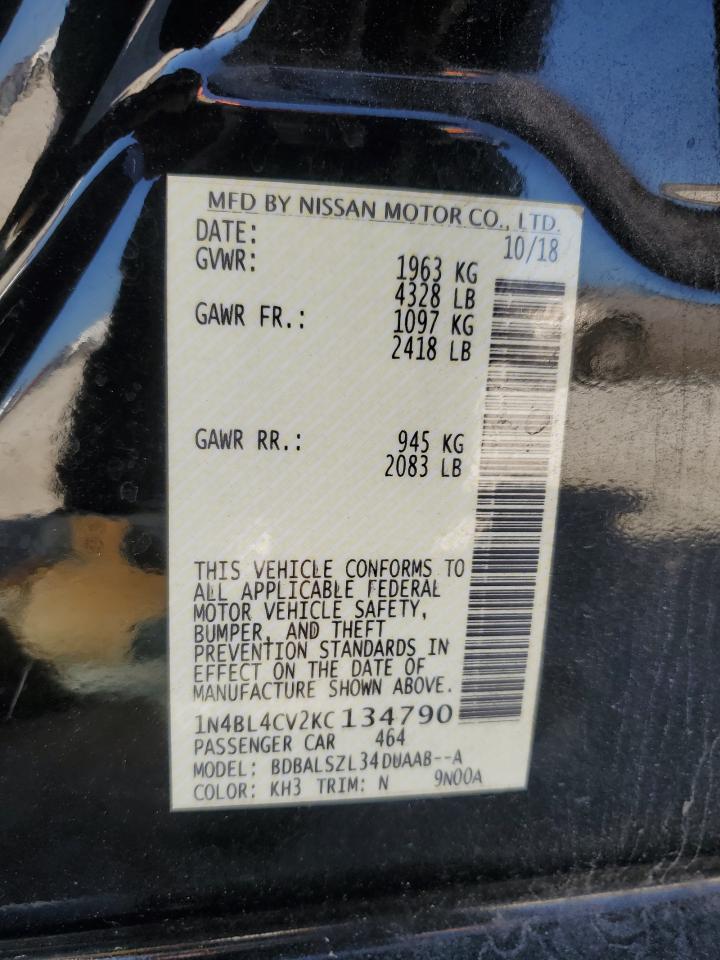 MFD BY NISSAN MOTOR CO., LTD.
DATE: 10/18
GVWR: 1963 KG
4328 LB
GAWR FR.: 1097 KG
2418 LB
GAWR RR.: 945 KG
2083 LB
THIS VEHICLE CONFORMS TO
ALL APPLICABLE FEDERAL
MOTOR VEHICLE SAFETY,
BUMPER, AND THEFT
PREVENTION STANDARDS IN
EFFECT ON THE DATE OF
MANUFACTURE SHOWN ABOVE.
1N4BL4CV2KC134790
PASSENGER CAR 464
MODEL: BDBALSZL34DUAAB--A
COLOR: KH3 TRIM: N 9N00A